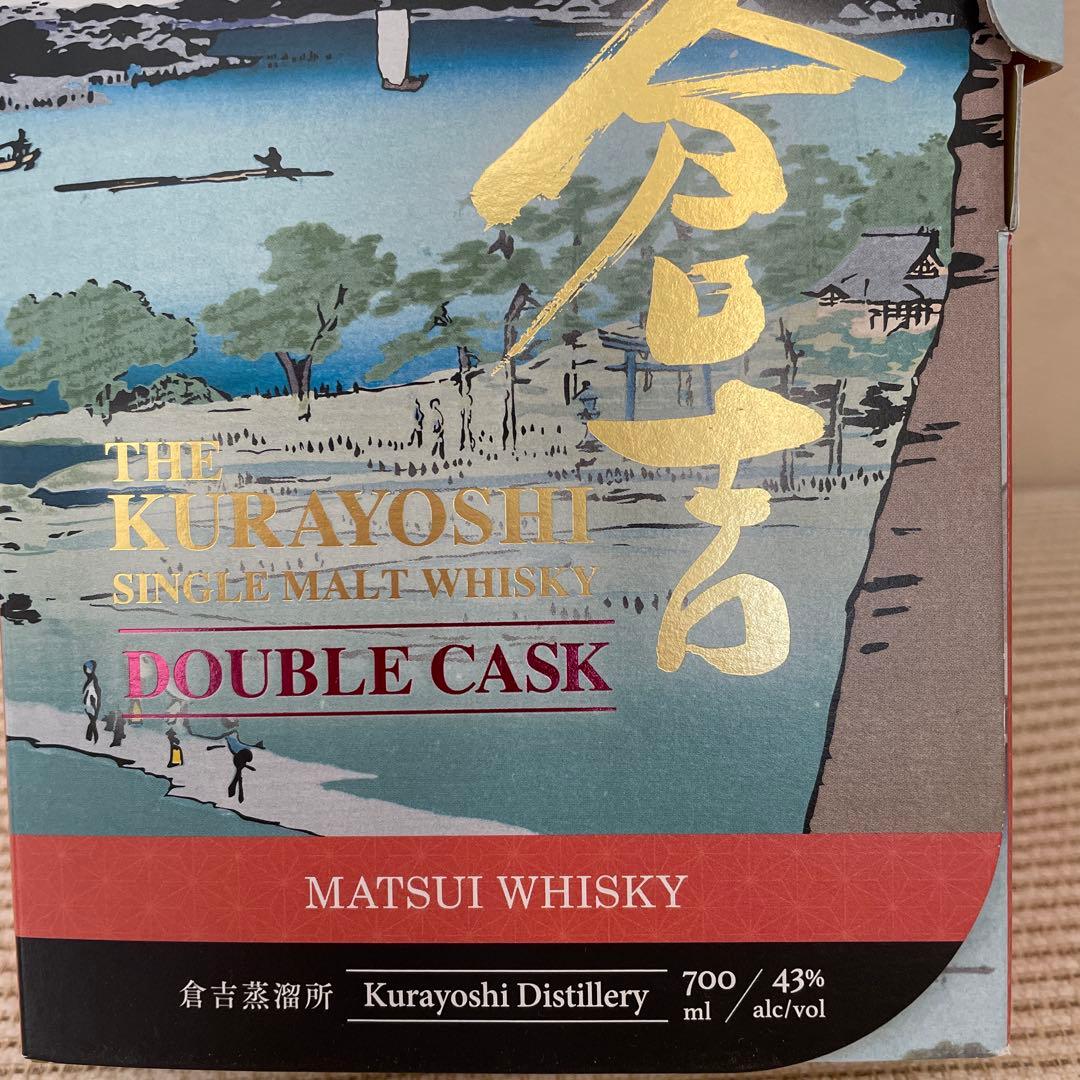 倉吉
THE
KURAYOSHI
SINGLE MALT WHISKY
DOUBLE CASK
MATSUI WHISKY
倉吉蒸溜所 Kurayoshi Distillery 700 ml / 43% alc/vol